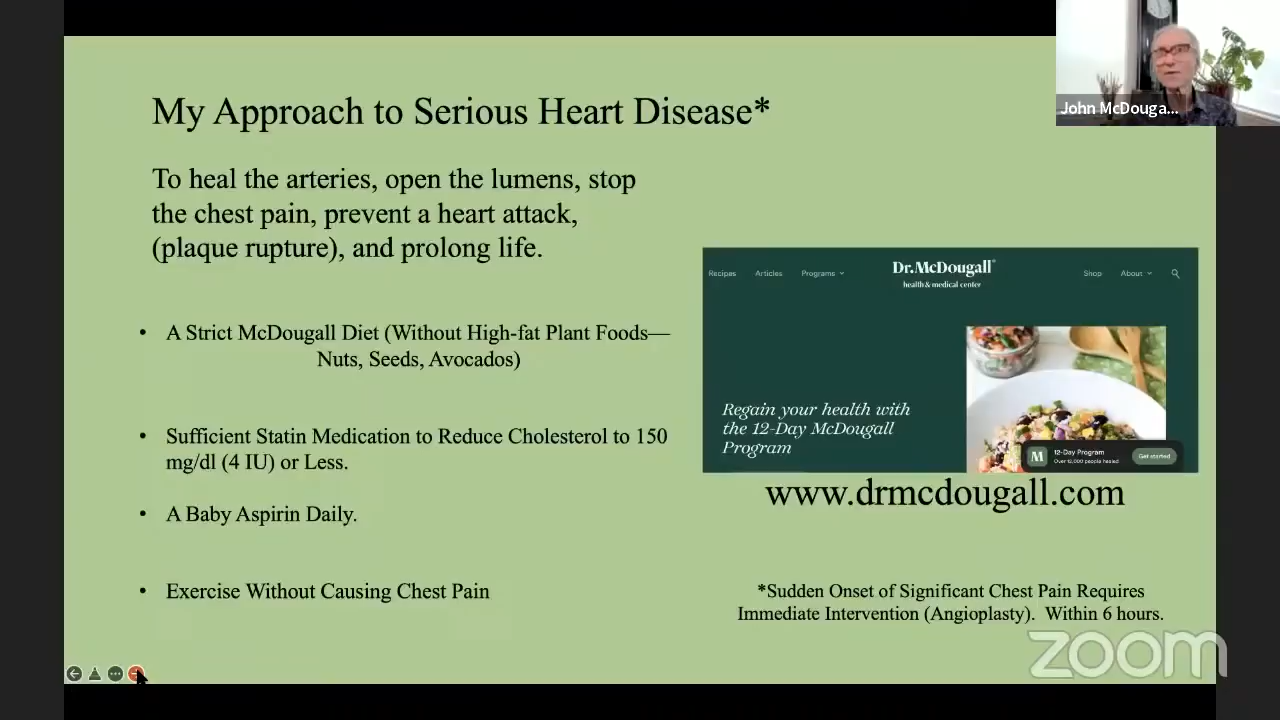 John McDouga...
My Approach to Serious Heart Disease*
To heal the arteries, open the lumens, stop
the chest pain, prevent a heart attack,
(plaque rupture), and prolong life.
• A Strict McDougall Diet (Without High-fat Plant Foods—
Nuts, Seeds, Avocados)
• Sufficient Statin Medication to Reduce Cholesterol to 150
mg/dl (4 IU) or Less.
• A Baby Aspirin Daily.
• Exercise Without Causing Chest Pain
Recipes Articles Programs Dr.McDougall® Shop About
health & medical center
Regain your health with
the 12-Day McDougall
Program
M 12-Day Program Get started
Over 12,000 people healed
www.drmcdougall.com
*Sudden Onset of Significant Chest Pain Requires
Immediate Intervention (Angioplasty). Within 6 hours.
zoom